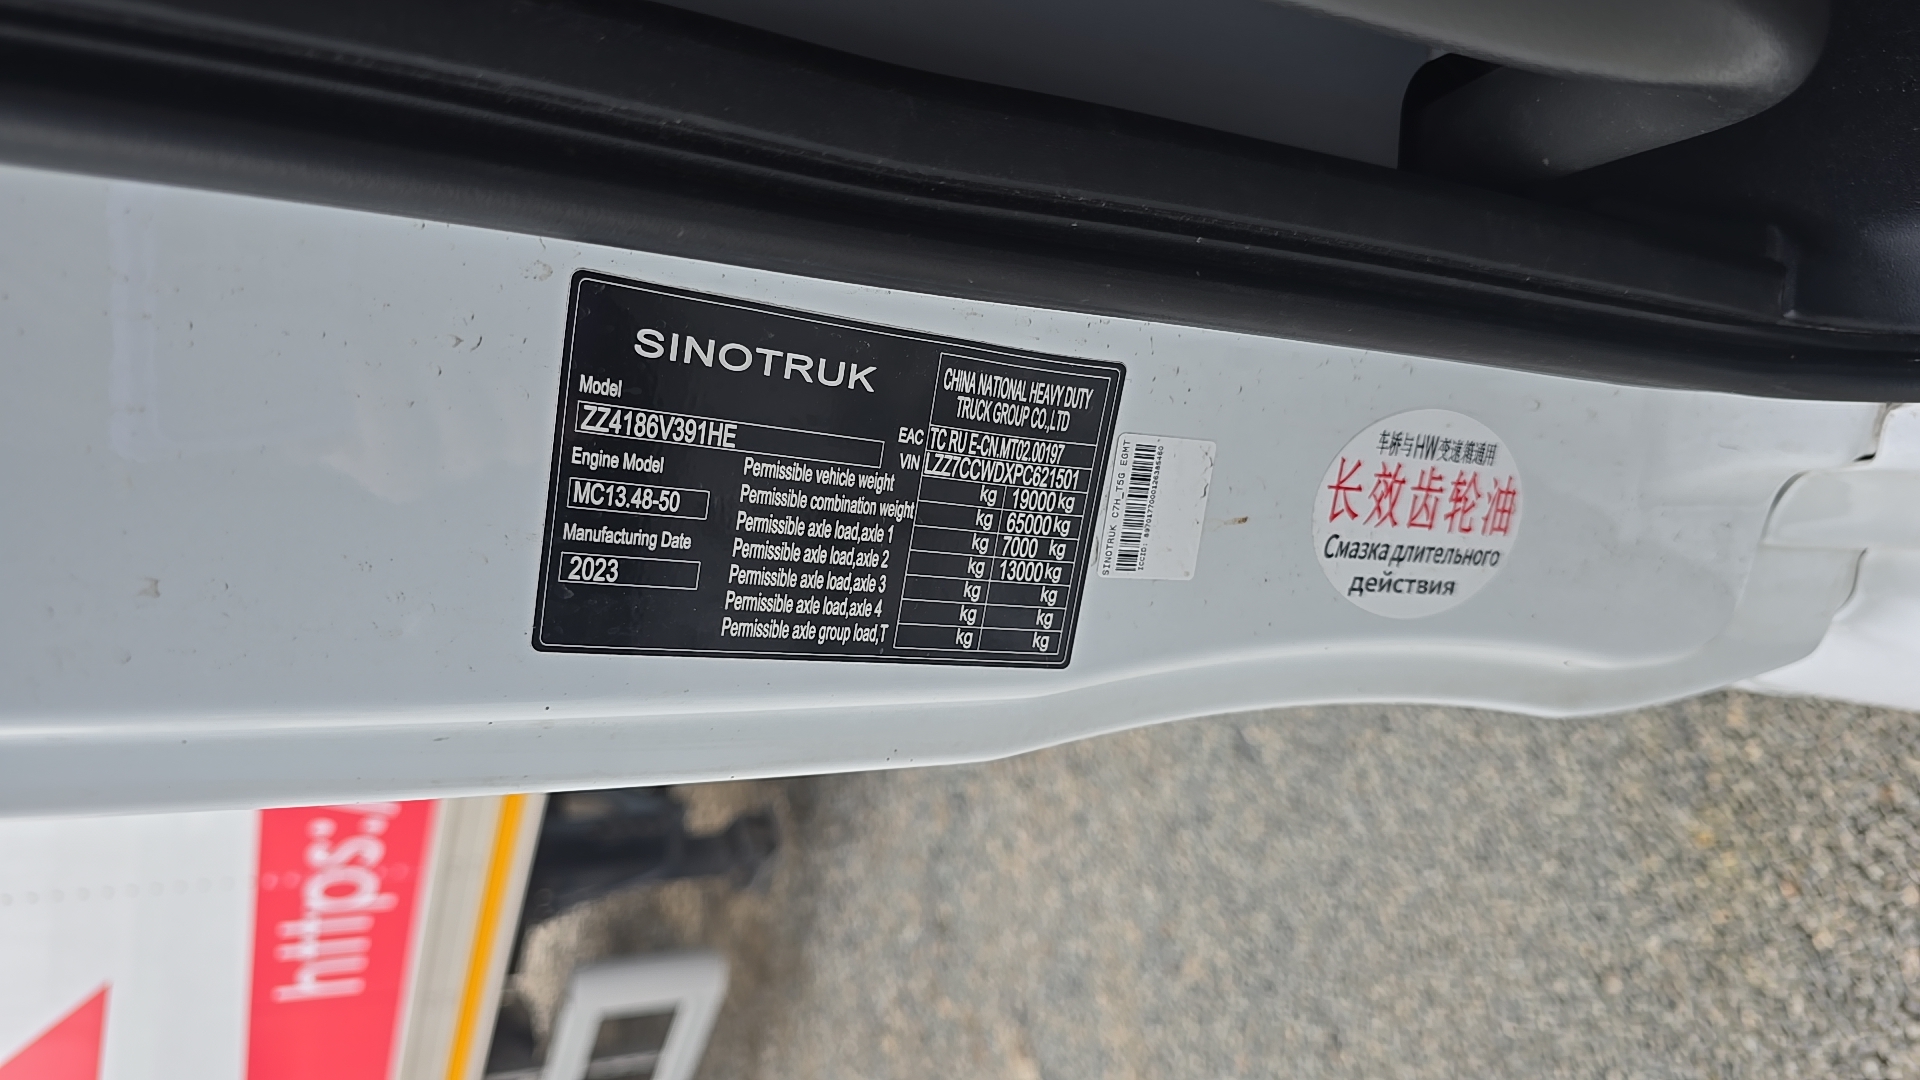 SINOTRUK
CHINA NATIONAL HEAVY DUTY
TRUCK GROUP CO.,LTD
Model
ZZ4186V391HE
EAC TC RU E-CN.MT02.00197
VIN LZZ7CCWDXPC621501
Engine Model
MC13.48-50
Manufacturing Date
2023
Permissible vehicle weight kg 19000 kg
Permissible combination weight kg 65000 kg
Permissible axle load,axle 1 kg 7000 kg
Permissible axle load,axle 2 kg 13000 kg
Permissible axle load,axle 3 kg kg
Permissible axle load,axle 4 kg kg
Permissible axle group load,T kg kg
SINOTRUK C7H_T5G EGMT
ICCID:
车桥与HW变速箱通用
长效齿轮油
Смазка длительного
действия
https:/